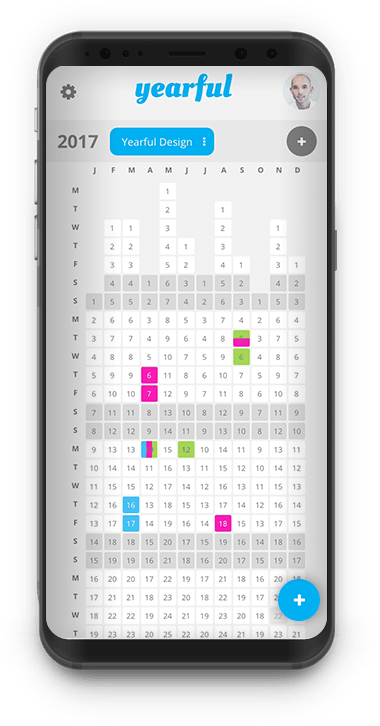 yearful
2017 Yearful Design +
J F M A M J J A S O N D
M 1
T 2 1
W 1 1 3 2 1
T 2 2 4 1 3 2
F 3 3 5 2 4 1 3 1
S 4 4 1 6 3 1 5 2 4 2
S 1 5 5 2 7 4 2 6 3 1 5 3
M 2 6 6 3 8 5 3 7 4 2 6 4
T 3 7 7 4 9 6 4 8 3 7 5
W 4 8 8 5 10 7 5 9 6 4 8 6
T 5 9 9 6 11 8 6 10 7 5 9 7
F 6 10 10 7 12 9 7 11 8 6 10 8
S 7 11 11 8 13 10 8 12 9 7 11 9
S 8 12 12 9 14 11 9 13 10 8 12 10
M 9 13 13 15 12 10 14 11 9 13 11
T 10 14 14 11 16 13 11 15 12 10 14 12
W 11 15 15 12 17 14 12 16 13 11 15 13
T 12 16 16 13 18 15 13 17 14 12 16 14
F 13 17 17 14 19 16 14 18 15 13 17 15
S 14 18 18 15 20 17 15 19 16 14 18 16
S 15 19 19 16 21 18 16 20 17 15 19 17
M 16 20 20 17 22 19 17 21 18 16 20 18
T 17 21 21 18 23 20 18 22 19 17 21
W 18 22 22 19 24 21 19 23 20 18 22
T 19 23 23 20 25 22 20 24 21 19 23 21
+